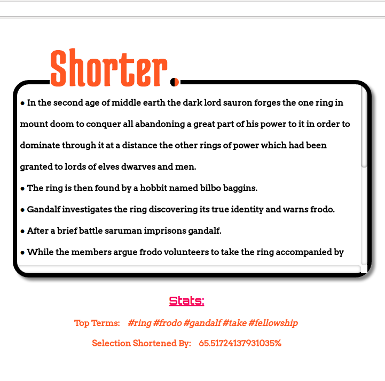 Shorter.
● In the second age of middle earth the dark lord sauron forges the one ring in
mount doom to conquer all abandoning a great part of his power to it in order to
dominate through it at a distance the other rings of power which had been
granted to lords of elves dwarves and men.
● The ring is then found by a hobbit named bilbo baggins.
● Gandalf investigates the ring discovering its true identity and warns frodo.
● After a brief battle saruman imprisons gandalf.
● While the members argue frodo volunteers to take the ring accompanied by
Stats:
Top Terms: #ring #frodo #gandalf #take #fellowship
Selection Shortened By: 65.51724137931035%